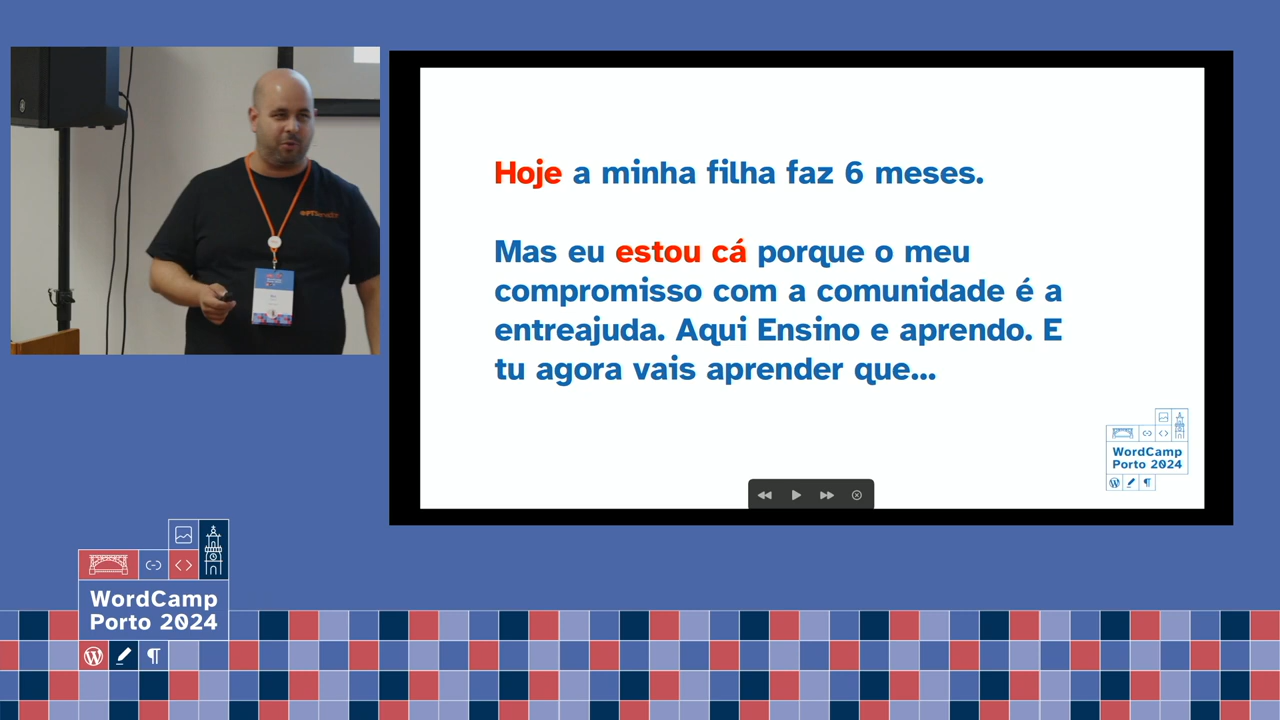 Hoje a minha filha faz 6 meses.
Mas eu estou cá porque o meu
compromisso com a comunidade é a
entreajuda. Aqui Ensino e aprendo. E
tu agora vais aprender que...
WordCamp
Porto 2024
WordCamp
Porto 2024